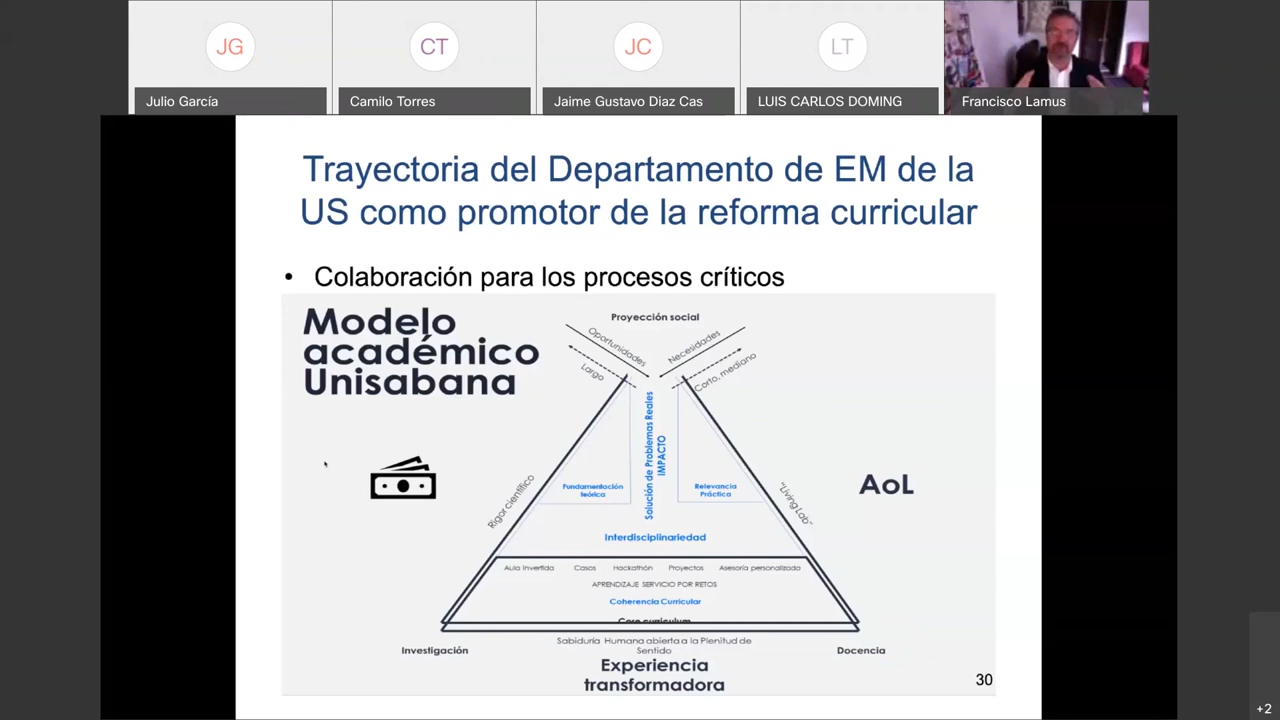 JG
CT
JC
LT
Julio García
Camilo Torres
Jaime Gustavo Diaz Cas
LUIS CARLOS DOMING
Francisco Lamus
Trayectoria del Departamento de EM de la
US como promotor de la reforma curricular
• Colaboración para los procesos críticos
Modelo
académico
Unisabana
Proyección social
Oportunidades
Necesidades
Largo
Corto, mediano
Solución de Problemas Reales
IMPACTO
Rigor científico
Fundamentación
teórica
Relevancia
Práctica
"Living Lab"
AoL
Interdisciplinariedad
Aula Invertida Casos Hackathón Proyectos Asesoría personalizada
APRENDIZAJE SERVICIO POR RETOS
Coherencia Curricular
Core curriculum
Sabiduría Humana abierta a la Plenitud de
Sentido
Investigación
Docencia
Experiencia
transformadora
30
+2